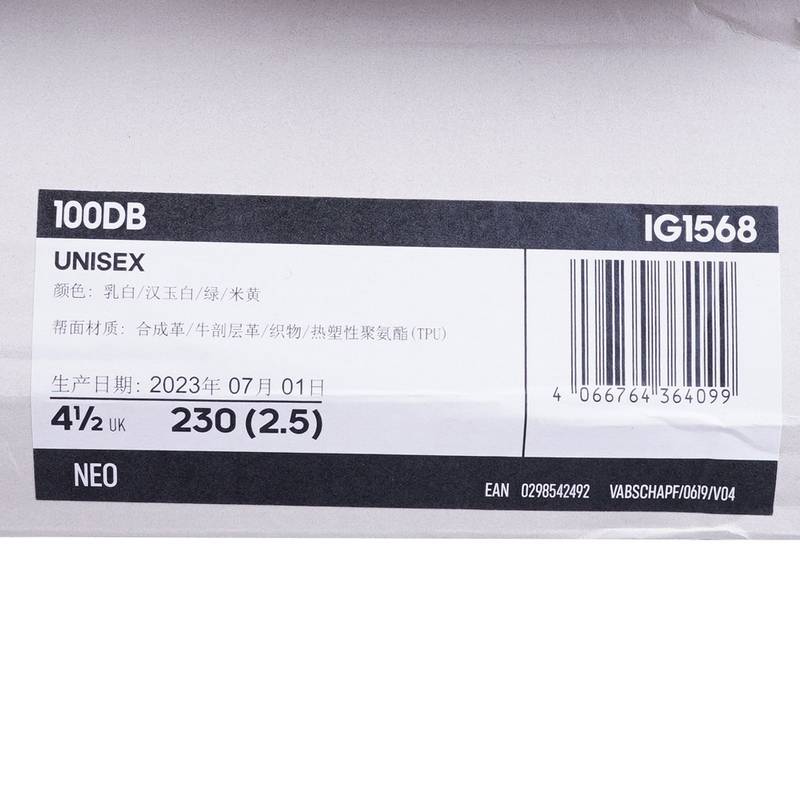 100DB
IG1568
UNISEX
颜色: 乳白/汉玉白/绿/米黄
帮面材质: 合成革/牛剖层革/织物/热塑性聚氨酯(TPU)
生产日期: 2023年 07月 01日
4½ UK 230 (2.5)
4 066764 364099
NEO
EAN 0298542492 VABSCHAPF/0619/V04